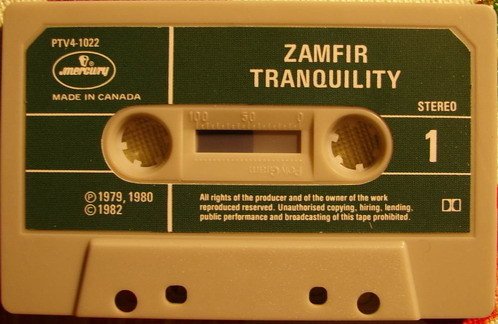 PTV4-1022
mercury
MADE IN CANADA
ZAMFIR
TRANQUILITY
STEREO
1
100 50 0
PolyGram
Ⓟ 1979, 1980
© 1982
All rights of the producer and of the owner of the work
reproduced reserved. Unauthorised copying, hiring, lending,
public performance and broadcasting of this tape prohibited.